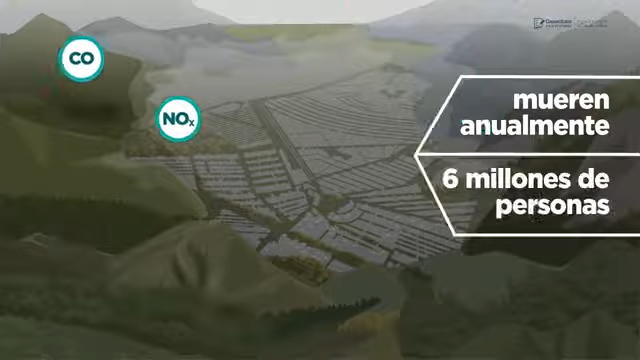 CO
NOx
mueren
anualmente
6 millones de
personas